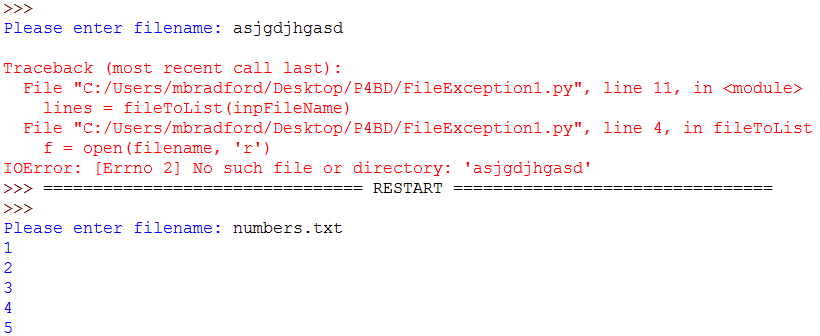 >>>
Please enter filename: asjgdjhgasd
Traceback (most recent call last):
  File "C:/Users/mbradford/Desktop/P4BD/FileException1.py", line 11, in <module>
    lines = fileToList(inpFileName)
  File "C:/Users/mbradford/Desktop/P4BD/FileException1.py", line 4, in fileToList
    f = open(filename, 'r')
IOError: [Errno 2] No such file or directory: 'asjgdjhgasd'
>>> ================================ RESTART ================================
>>>
Please enter filename: numbers.txt
1
2
3
4
5